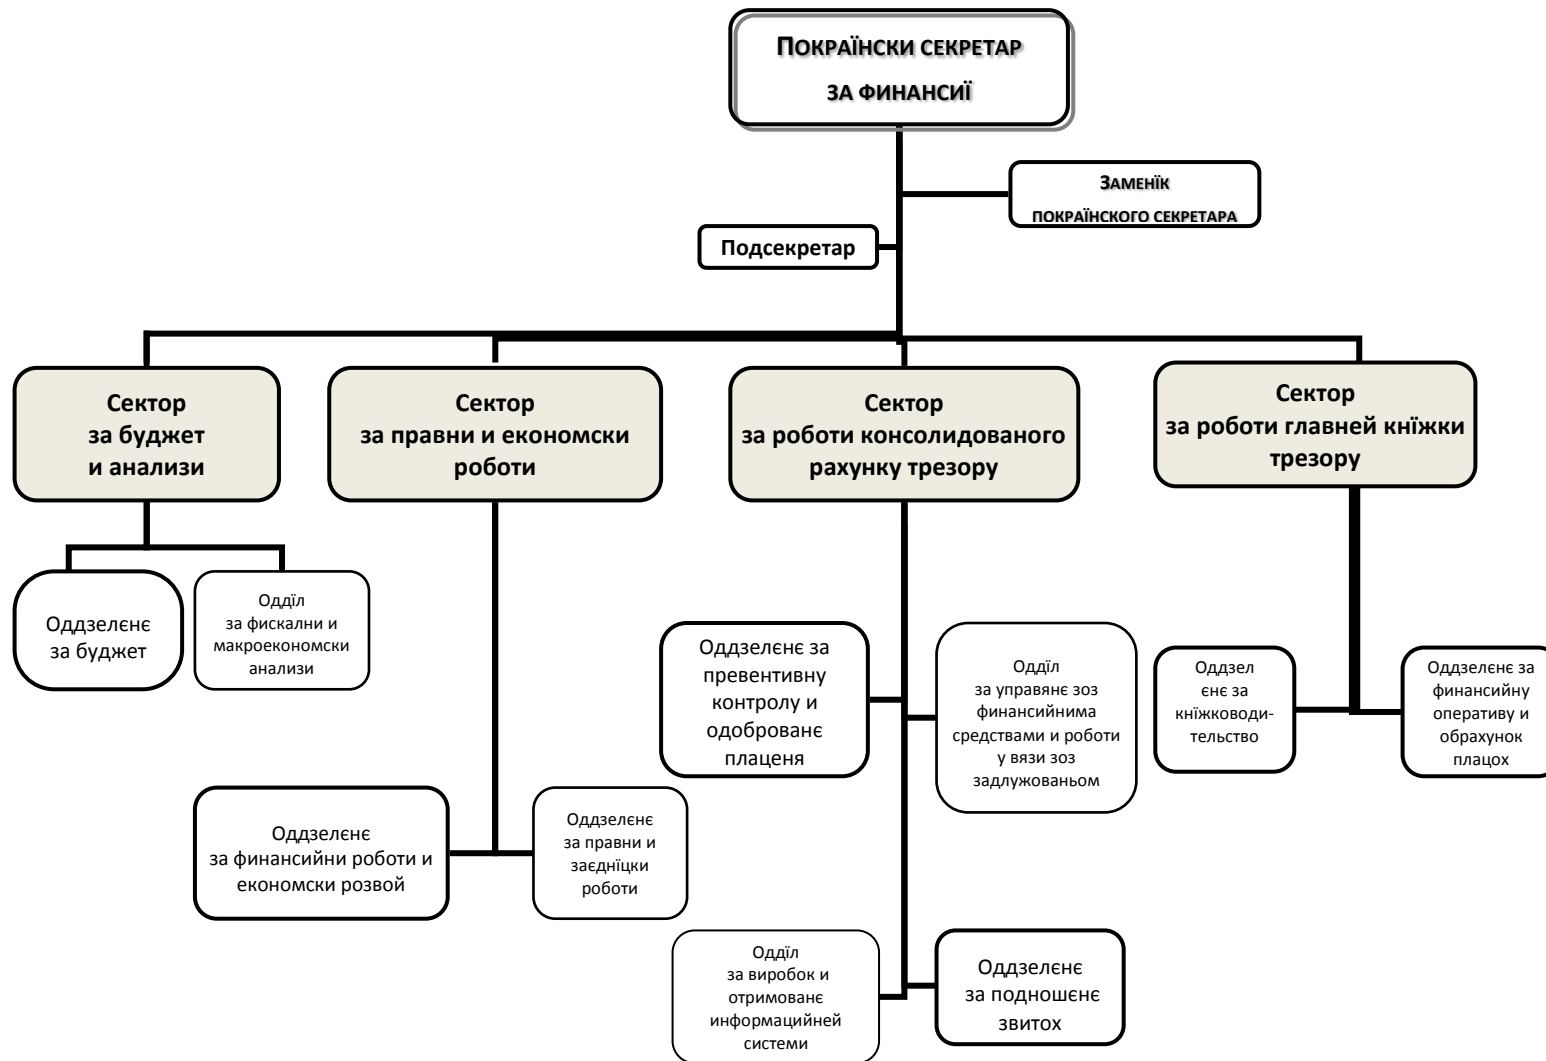 ПОКРАЇНСКИ СЕКРЕТАР
ЗА ФИНАНСИЇ
ЗАМЕНЇК
ПОКРАЇНСКОГО СЕКРЕТАРА
Подсекретар
Сектор
за буджет
и анализи
Сектор
за правни и економски
роботи
Сектор
за роботи консолидованого
рахунку трезору
Сектор
за роботи главней кнїжки
трезору
Оддзелєнє
за буджет
Оддїл
за фискални и
макроекономски
анализи
Оддзелєнє за
превентивну
контролу и
одоброванє
плаценя
Оддїл
за управянє зоз
финансийнима
средствами и роботи
у вязи зоз
задлужованьом
Оддзел
єнє за
кнїжководи-
тельство
Оддзелєнє за
финансийну
оперативу и
обрахунок
плацох
Оддзелєнє
за финансийни роботи и
економски розвой
Оддзелєнє
за правни и
заєднїцки
роботи
Оддїл
за виробок и
отримованє
информацийней
системи
Оддзелєнє
за подношєнє
звитох